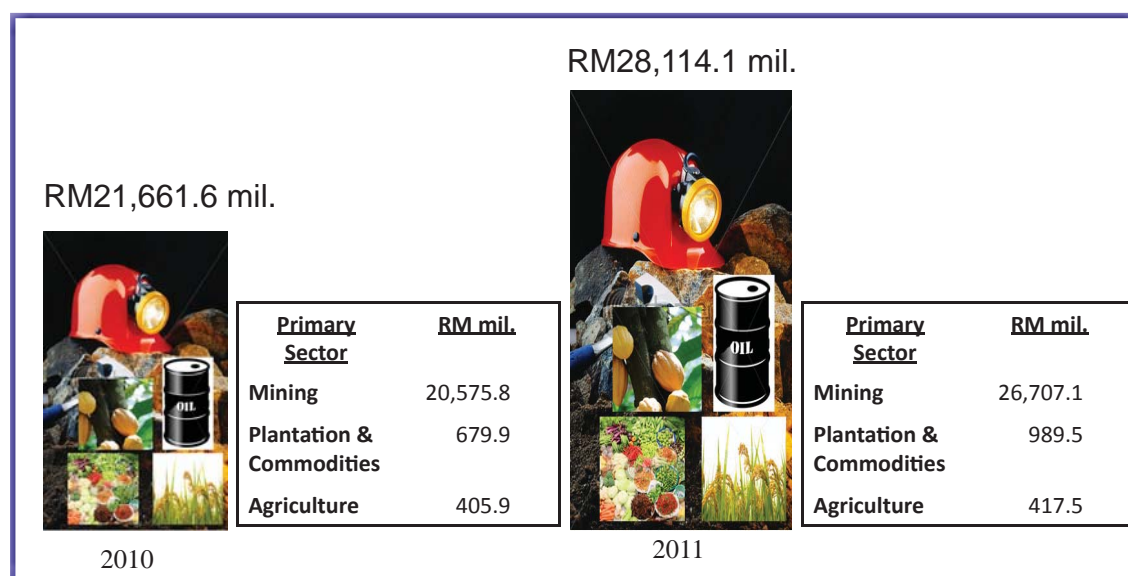 RM28,114.1 mil.
RM21,661.6 mil.
Primary Sector RM mil.
Mining 20,575.8
Plantation & Commodities 679.9
Agriculture 405.9
OIL
2010
Primary Sector RM mil.
Mining 26,707.1
Plantation & Commodities 989.5
Agriculture 417.5
OIL
2011